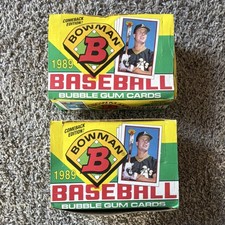 COMEBACK EDITION!
BOWMAN
B
1989
BASEBALL
BUBBLE GUM CARDS
COMEBACK EDITION!
BOWMAN
B
1989
BASEBALL
BUBBLE GUM CARDS